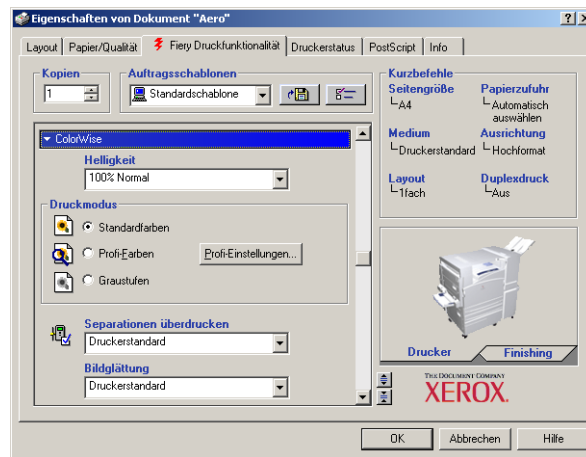 Eigenschaften von Dokument "Aero"
Layout Papier/Qualität Fiery Druckfunktionalität Druckerstatus PostScript Info
Kopien
1
Auftragsschablonen
Standardschablone
ColorWise
Helligkeit
100% Normal
Druckmodus
Standardfarben
Profi-Farben Profi-Einstellungen...
Graustufen
Separationen überdrucken
Druckerstandard
Bildglättung
Druckerstandard
Kurzbefehle
Seitengröße Papierzufuhr
A4 Automatisch
auswählen
Medium Ausrichtung
Druckerstandard Hochformat
Layout Duplexdruck
1fach Aus
Drucker Finishing
THE DOCUMENT COMPANY
XEROX.
OK Abbrechen Hilfe